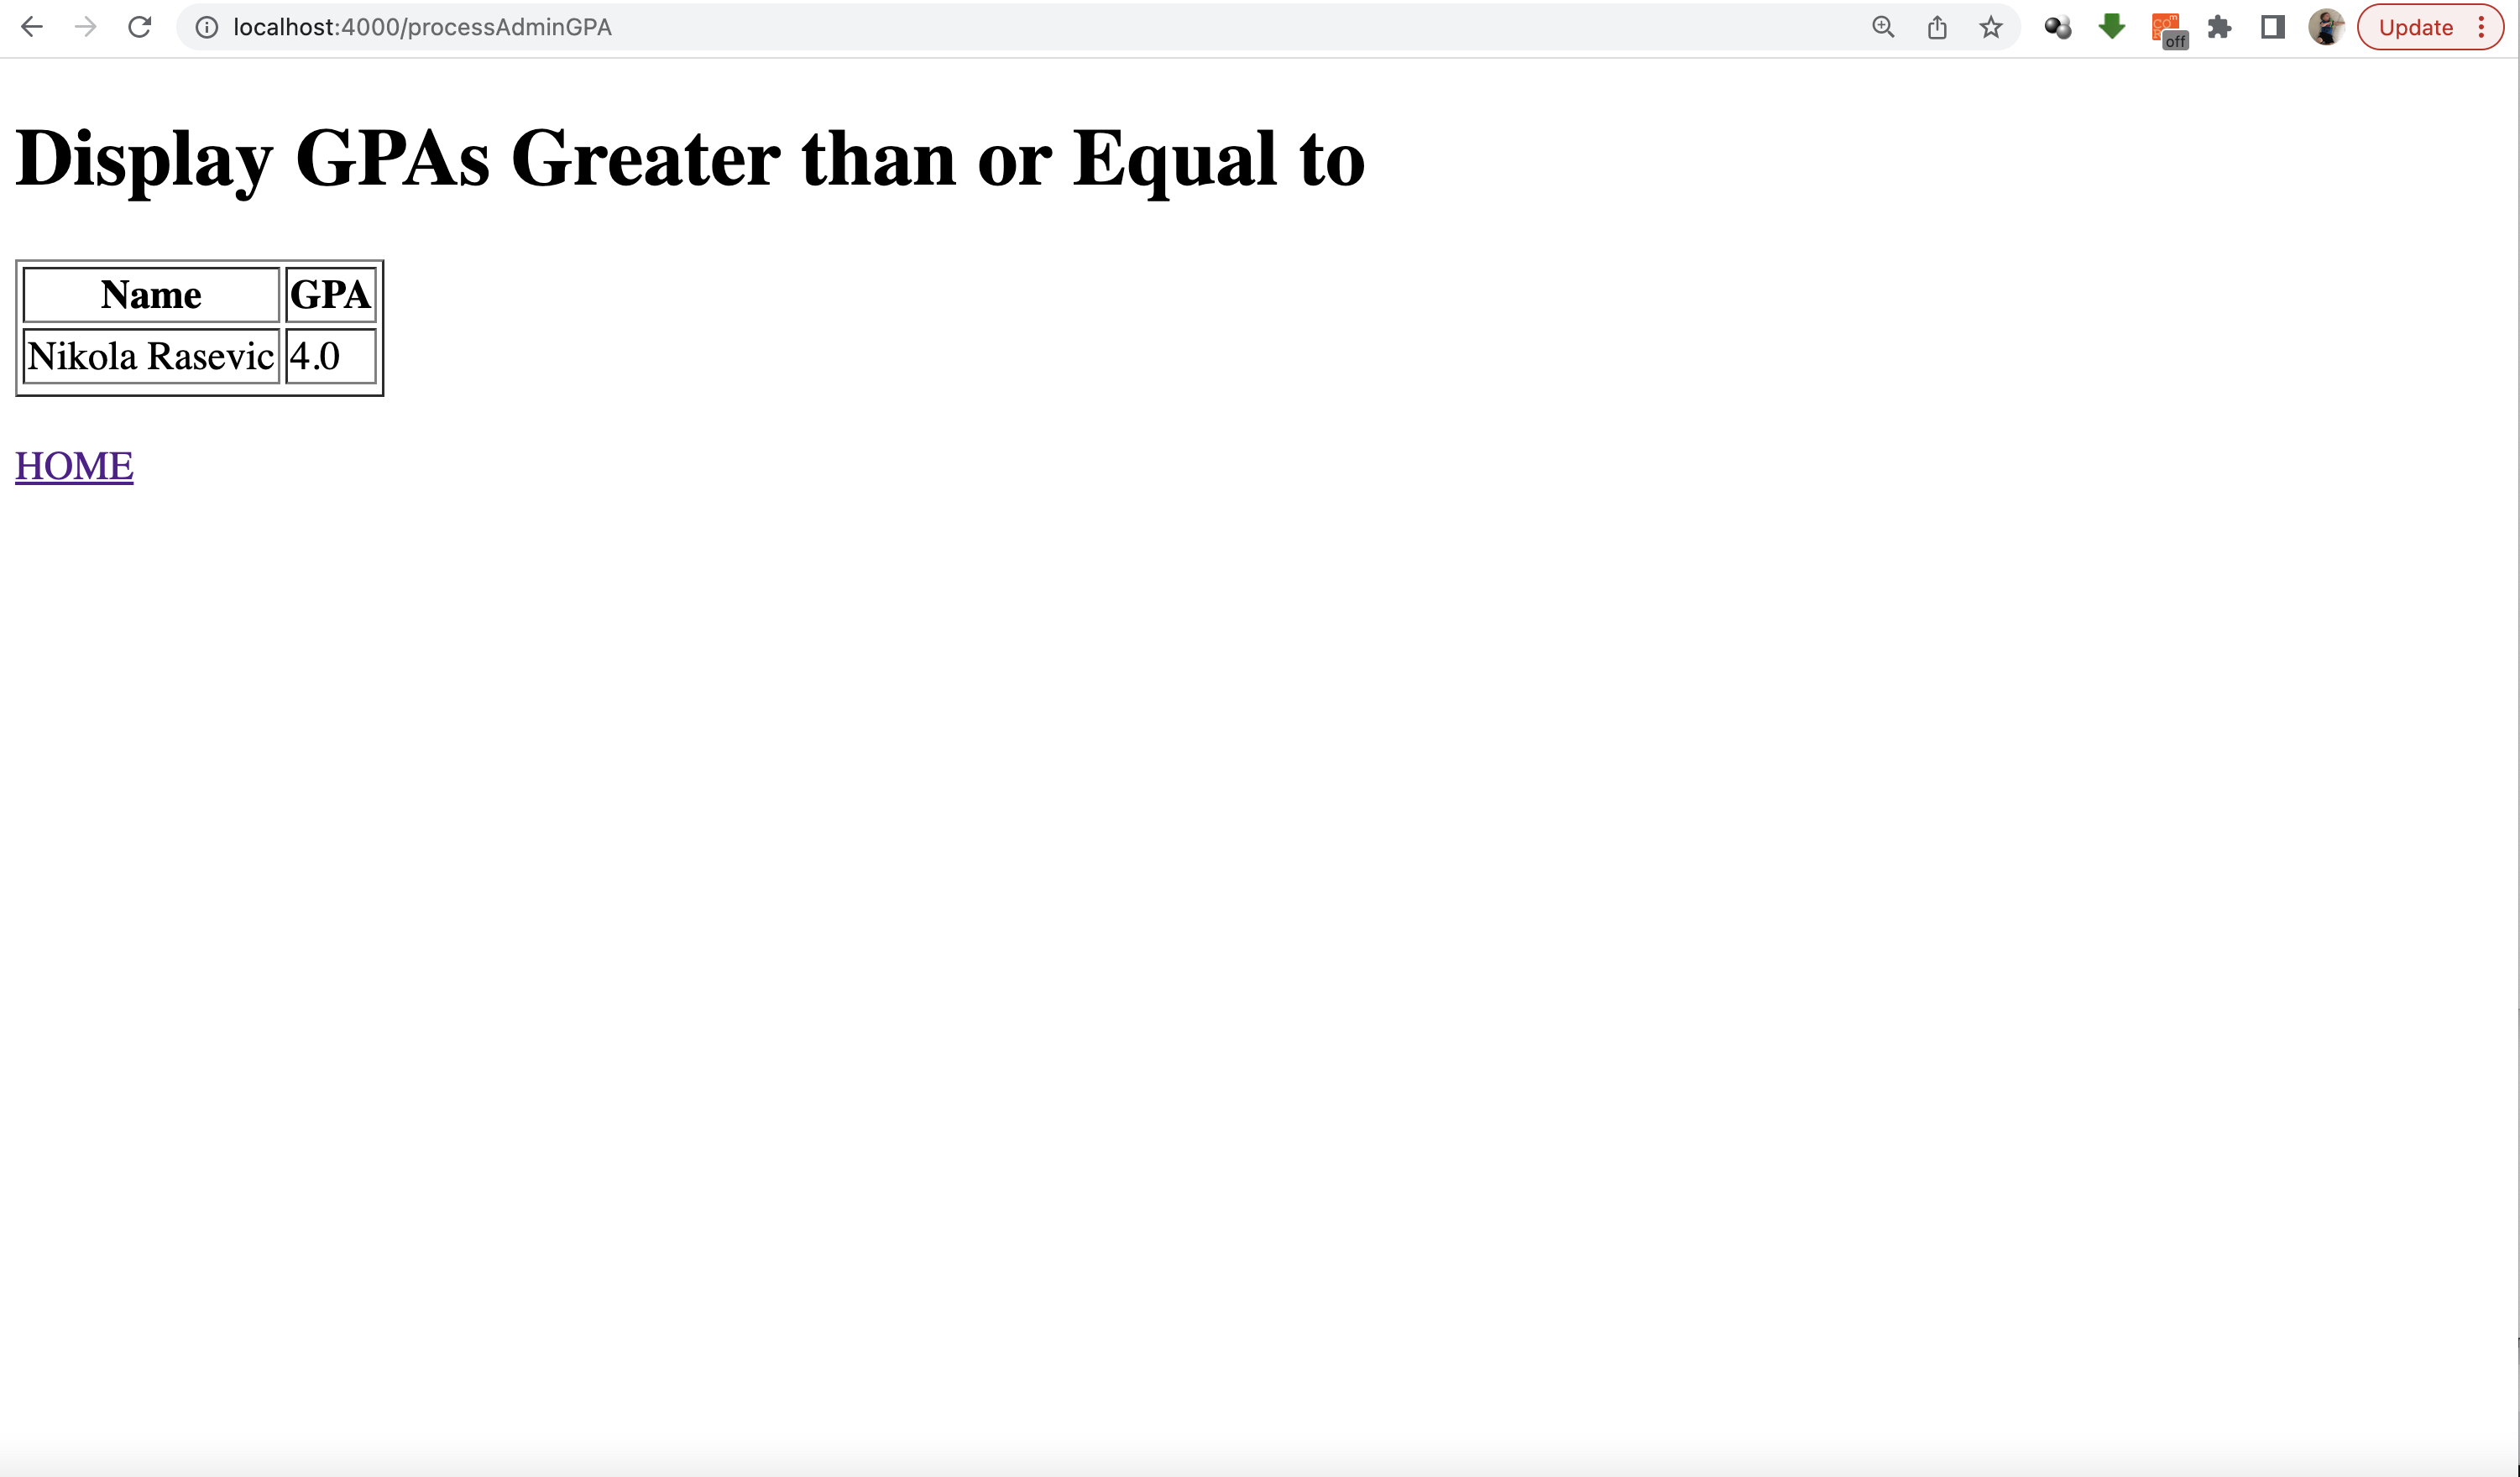 localhost:4000/processAdminGPA
off
Update
Display GPAs Greater than or Equal to
Name GPA
Nikola Rasevic 4.0
HOME